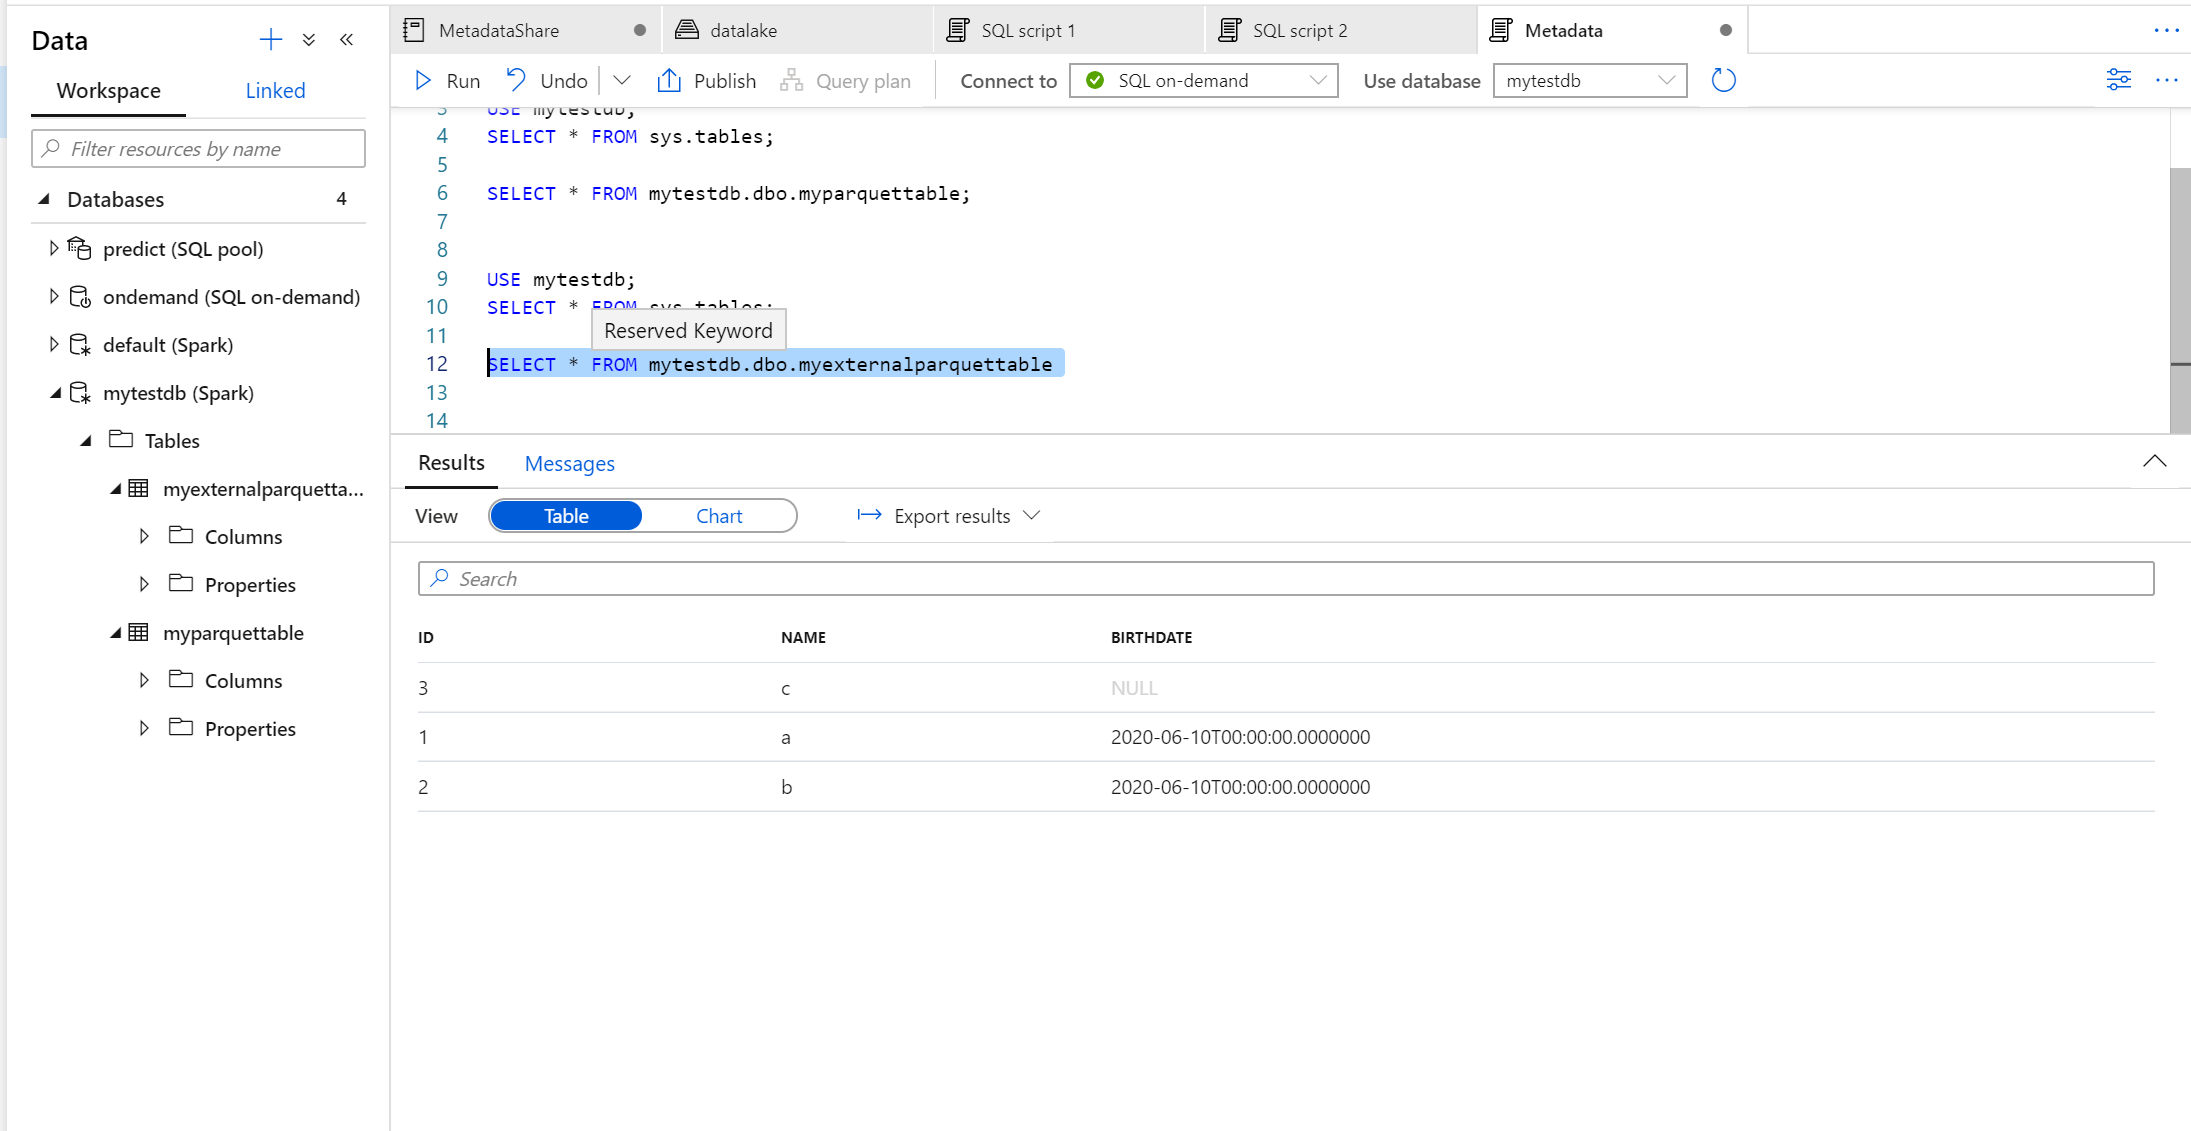 Data
Workspace Linked
Filter resources by name
Databases 4
predict (SQL pool)
ondemand (SQL on-demand)
default (Spark)
mytestdb (Spark)
Tables
myexternalparquetta...
Columns
Properties
myparquettable
Columns
Properties
MetadataShare datalake SQL script 1 SQL script 2 Metadata
Run Undo Publish Query plan Connect to SQL on-demand Use database mytestdb
3 USE mytestdb;
4 SELECT * FROM sys.tables;
5
6 SELECT * FROM mytestdb.dbo.myparquettable;
7
8
9 USE mytestdb;
10 SELECT * FROM sys.tables;
11
Reserved Keyword
12 SELECT * FROM mytestdb.dbo.myexternalparquettable
13
14
Results Messages
View Table Chart Export results
Search
ID NAME BIRTHDATE
3 c NULL
1 a 2020-06-10T00:00:00.0000000
2 b 2020-06-10T00:00:00.0000000